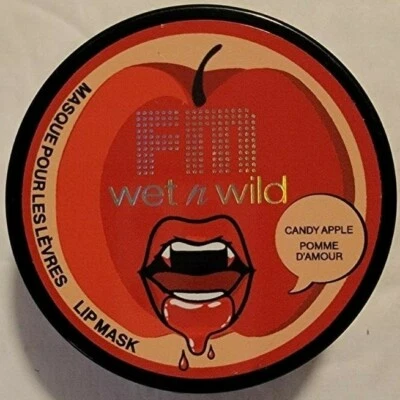 FM
wet n wild
CANDY APPLE
POMME
D'AMOUR
MASQUE POUR LES LÈVRES
LIP MASK